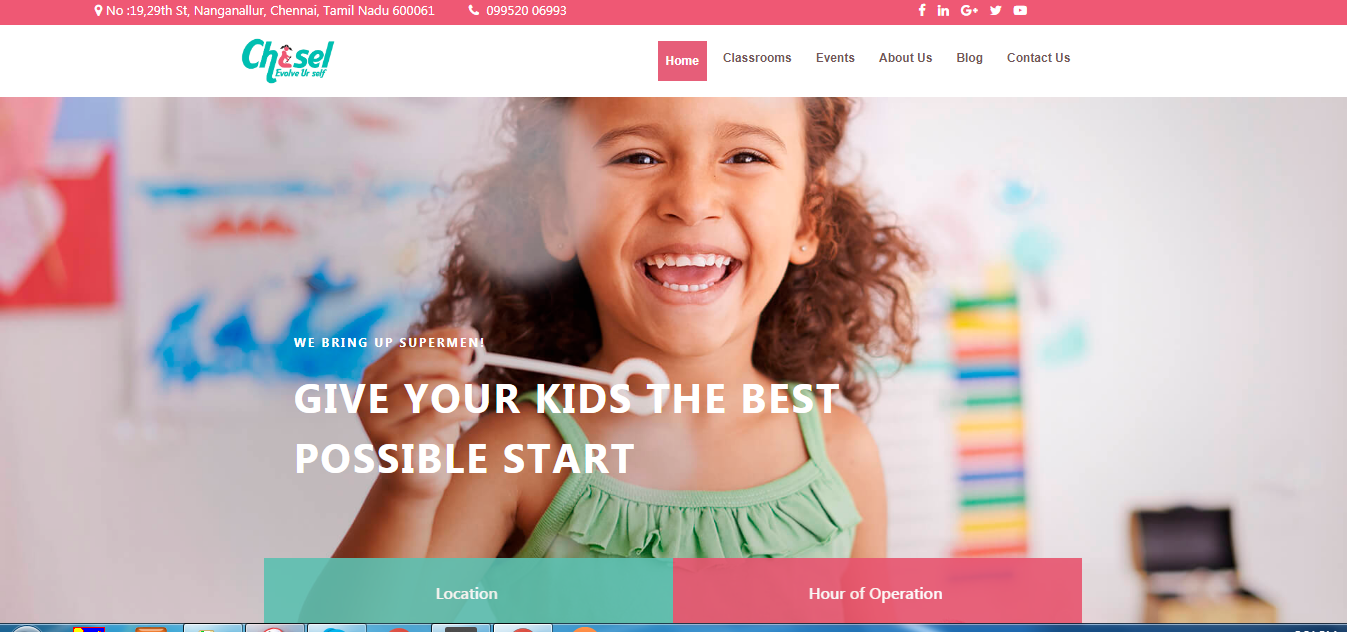 No :19,29th St, Nanganallur, Chennai, Tamil Nadu 600061 099520 06993
Chisel
Evolve Ur self
Home Classrooms Events About Us Blog Contact Us
WE BRING UP SUPERMEN!
GIVE YOUR KIDS THE BEST
POSSIBLE START
Location Hour of Operation